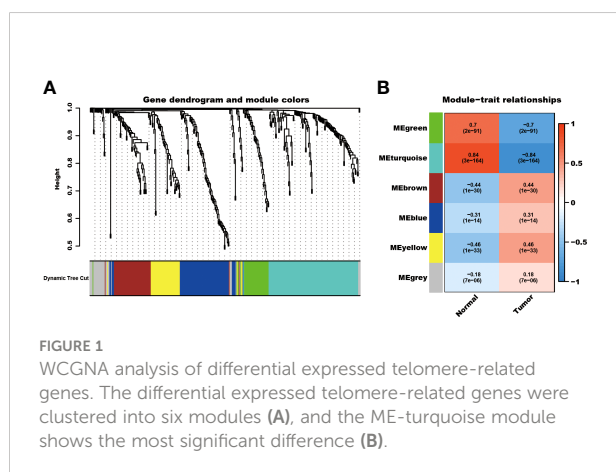 A
Gene dendrogram and module colors
Height
1.0
0.9
0.8
0.7
0.6
0.5
Dynamic Tree Cut
B
Module−trait relationships
MEgreen
0.7
(2e−91)
−0.7
(2e−91)
MEturquoise
0.84
(3e−164)
−0.84
(3e−164)
MEbrown
−0.44
(1e−30)
0.44
(1e−30)
MEblue
−0.31
(1e−14)
0.31
(1e−14)
MEyellow
−0.46
(1e−33)
0.46
(1e−33)
MEgrey
−0.18
(7e−06)
0.18
(7e−06)
Normal
Tumor
1
0.5
0
−0.5
−1
FIGURE 1
WCGNA analysis of differential expressed telomere-related
genes. The differential expressed telomere-related genes were
clustered into six modules (A), and the ME-turquoise module
shows the most significant difference (B).